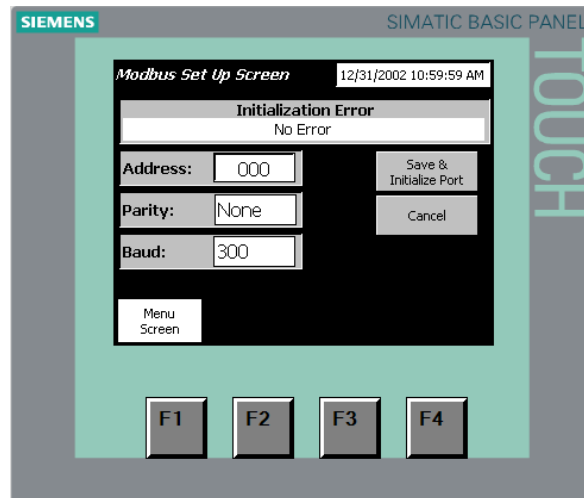 SIEMENS
SIMATIC BASIC PANEL
TOUCH
Modbus Set Up Screen
12/31/2002 10:59:59 AM
Initialization Error
No Error
Address:
000
Save &
Initialize Port
Parity:
None
Cancel
Baud:
300
Menu
Screen
F1
F2
F3
F4